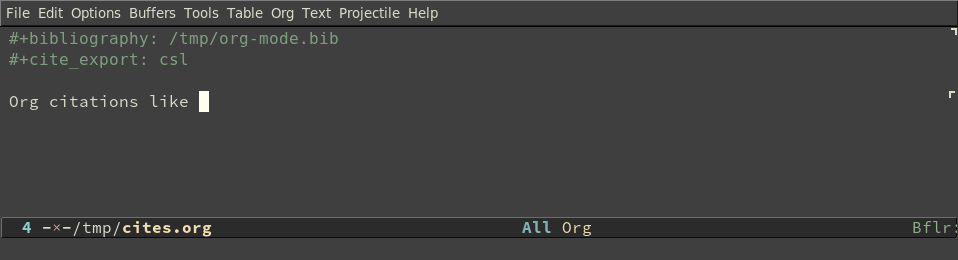 File Edit Options Buffers Tools Table Org Text Projectile Help
#+bibliography: /tmp/org-mode.bib
#+cite_export: csl
Org citations like
4 -×-/tmp/cites.org All Org Bflr: